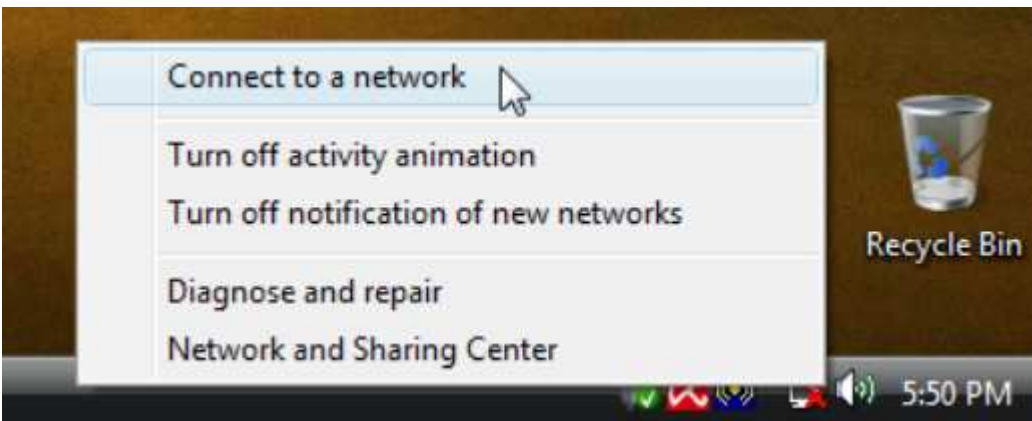 Connect to a network
Turn off activity animation
Turn off notification of new networks
Recycle Bin
Diagnose and repair
Network and Sharing Center
5:50 PM